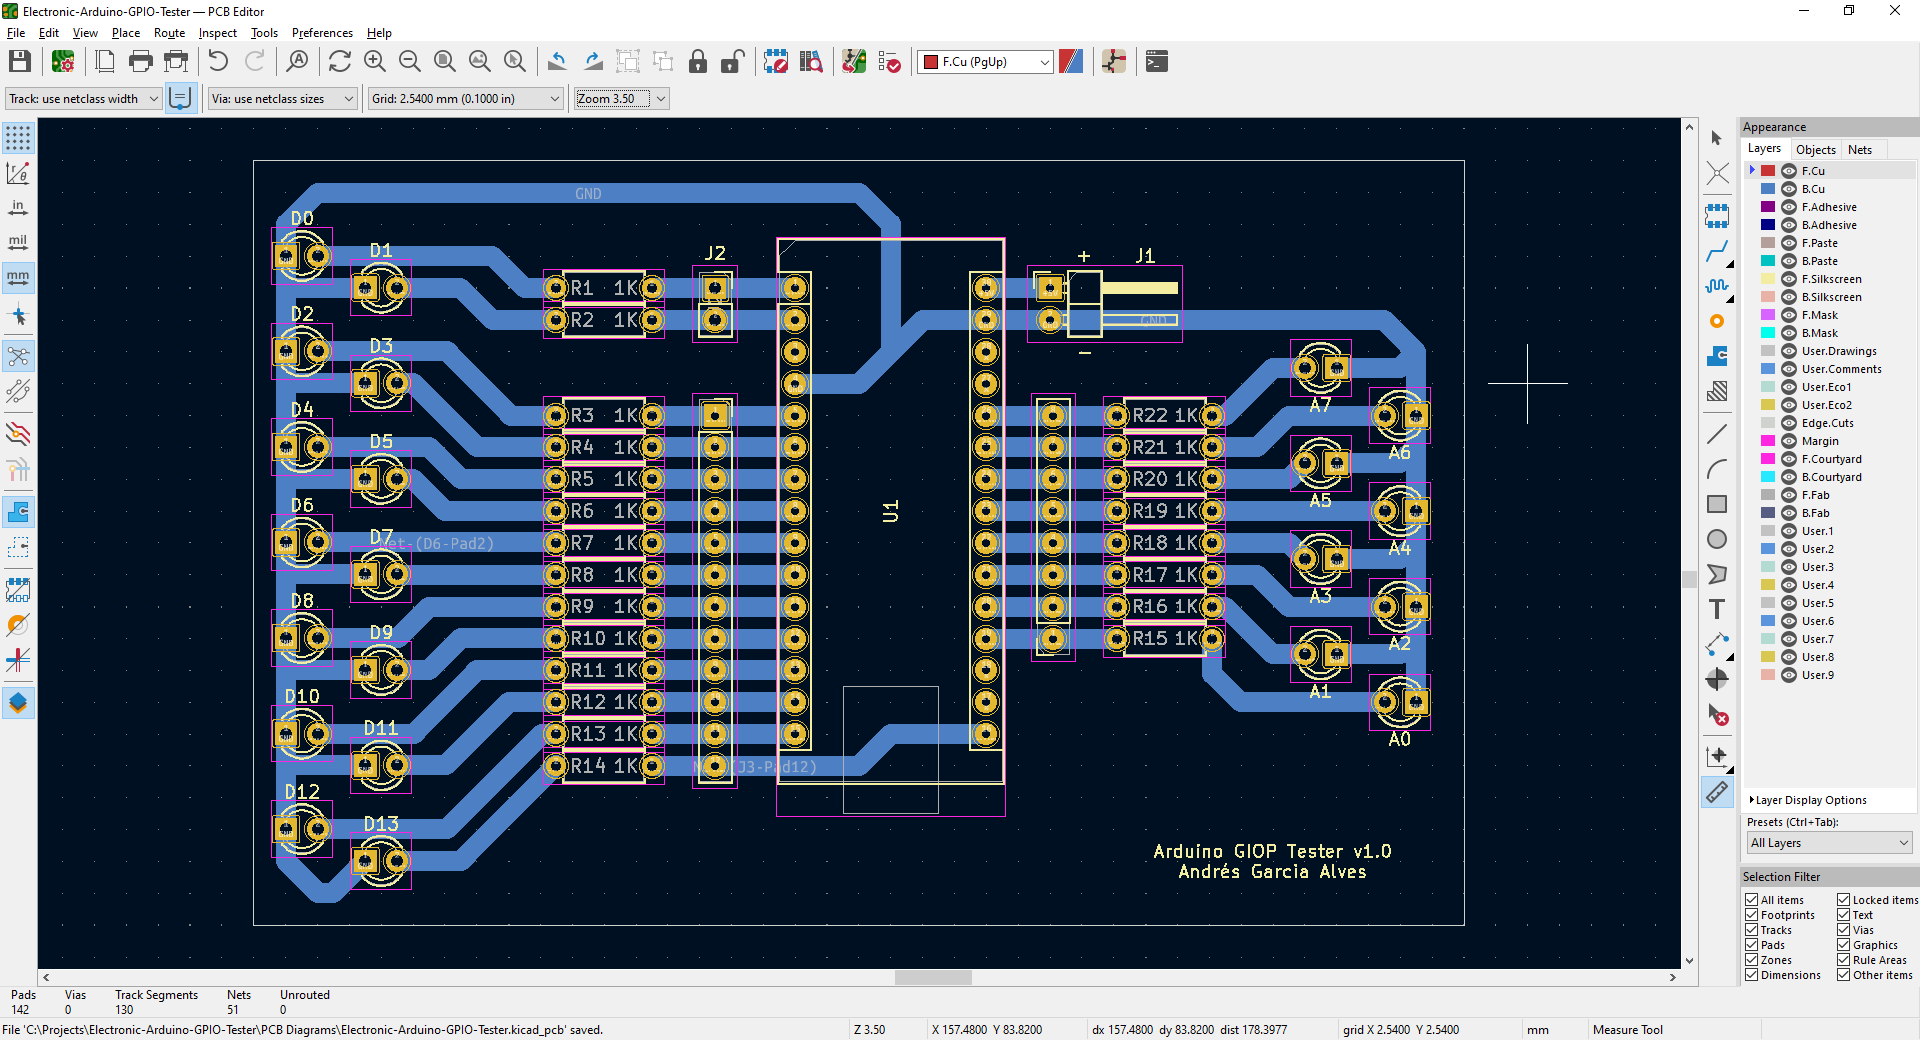 Electronic-Arduino-GPIO-Tester — PCB Editor
File Edit View Place Route Inspect Tools Preferences Help
F.Cu (PgUp)
Track: use netclass width
Via: use netclass sizes
Grid: 2.5400 mm (0.1000 in)
Zoom 3.50
in
mil
mm
GND
D0
D1
D2
D3
D4
D5
D6
D7
Net-(D6-Pad2)
D8
D9
D10
D11
D12
D13
R1 1K
R2 1K
R3 1K
R4 1K
R5 1K
R6 1K
R7 1K
R8 1K
R9 1K
R10 1K
R11 1K
R12 1K
R13 1K
R14 1K
J2
(J3-Pad12)
U1
+
J1
GND
−
R22 1K
R21 1K
R20 1K
R19 1K
R18 1K
R17 1K
R16 1K
R15 1K
A7
A6
A5
A4
A3
A2
A1
A0
Arduino GIOP Tester v1.0
Andrés Garcia Alves
Appearance
Layers Objects Nets
F.Cu
B.Cu
F.Adhesive
B.Adhesive
F.Paste
B.Paste
F.Silkscreen
B.Silkscreen
F.Mask
B.Mask
User.Drawings
User.Comments
User.Eco1
User.Eco2
Edge.Cuts
Margin
F.Courtyard
B.Courtyard
F.Fab
B.Fab
User.1
User.2
User.3
User.4
User.5
User.6
User.7
User.8
User.9
Layer Display Options
Presets (Ctrl+Tab):
All Layers
Selection Filter
All items Locked items
Footprints Text
Tracks Vias
Pads Graphics
Zones Rule Areas
Dimensions Other items
Pads Vias Track Segments Nets Unrouted
142 0 130 51 0
File 'C:\Projects\Electronic-Arduino-GPIO-Tester\PCB Diagrams\Electronic-Arduino-GPIO-Tester.kicad_pcb' saved.
Z 3.50
X 157.4800 Y 83.8200
dx 157.4800 dy 83.8200 dist 178.3977
grid X 2.5400 Y 2.5400
mm
Measure Tool